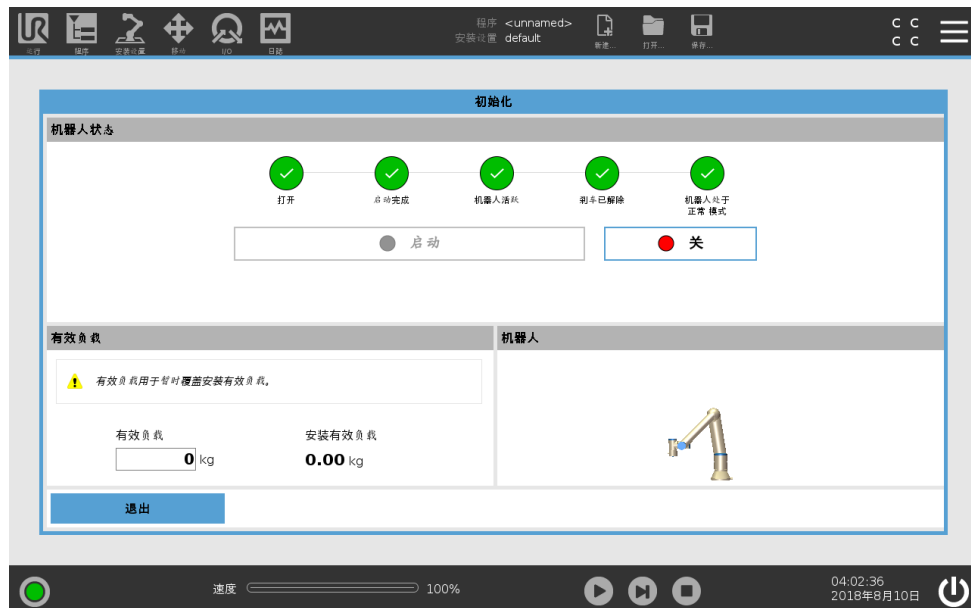 UR
运行
程序
安装设置
移动
I/O
日志
程序 <unnamed>
安装设置 default
新建...
打开...
保存...
C C
C C
初始化
机器人状态
打开
启动完成
机器人活跃
刹车已解除
机器人处于
正常 模式
启动
关
有效负载
机器人
有效负载用于暂时覆盖安装有效负载。
有效负载
安装有效负载
0 kg
0.00 kg
退出
速度
100%
04:02:36
2018年8月10日